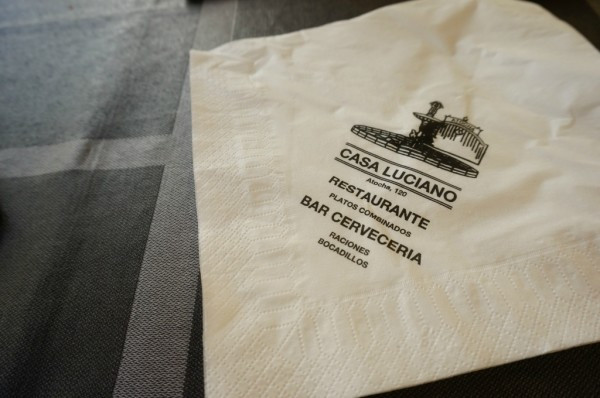 CASA LUCIANO
Atocha, 120
RESTAURANTE
PLATOS COMBINADOS
BAR CERVECERIA
RACIONES
BOCADILLOS